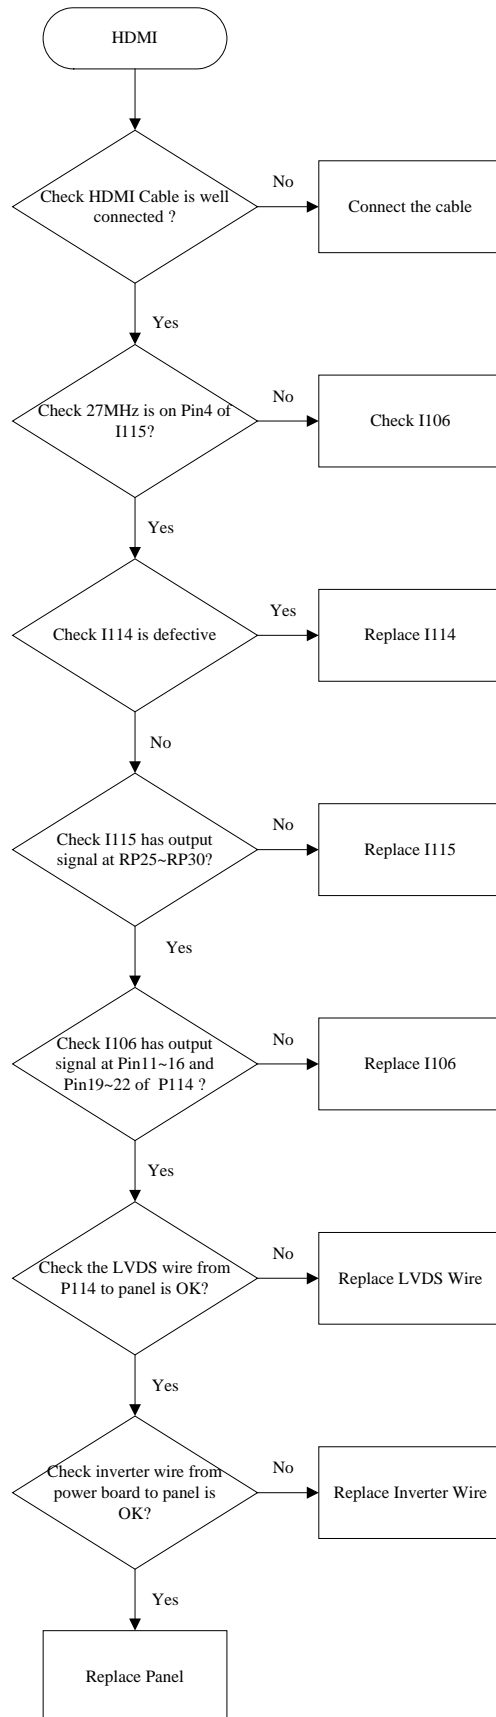 HDMI
Check HDMI Cable is well
connected ?
No
Connect the cable
Yes
Check 27MHz is on Pin4 of
I115?
No
Check I106
Yes
Check I114 is defective
Yes
Replace I114
No
Check I115 has output
signal at RP25~RP30?
No
Replace I115
Yes
Check I106 has output
signal at Pin11~16 and
Pin19~22 of P114 ?
No
Replace I106
Yes
Check the LVDS wire from
P114 to panel is OK?
No
Replace LVDS Wire
Yes
Check inverter wire from
power board to panel is
OK?
No
Replace Inverter Wire
Yes
Replace Panel